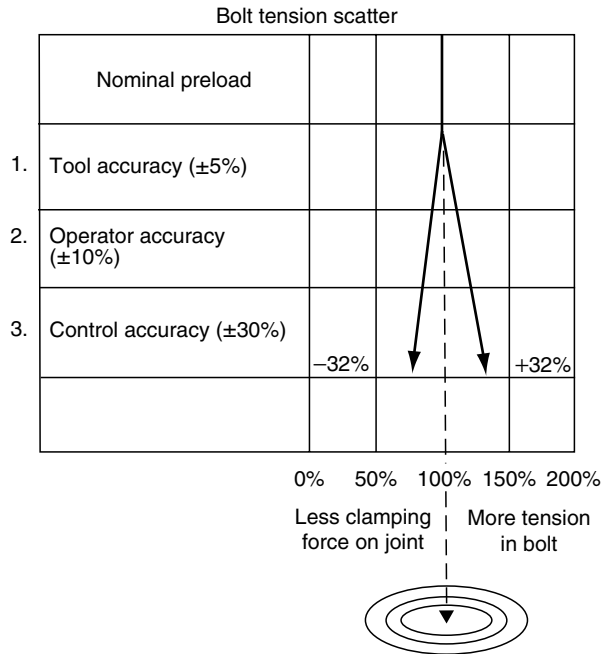 Bolt tension scatter
Nominal preload
1. Tool accuracy (±5%)
2. Operator accuracy
(±10%)
3. Control accuracy (±30%)
−32% +32%
0% 50% 100% 150% 200%
Less clamping
force on joint
More tension
in bolt